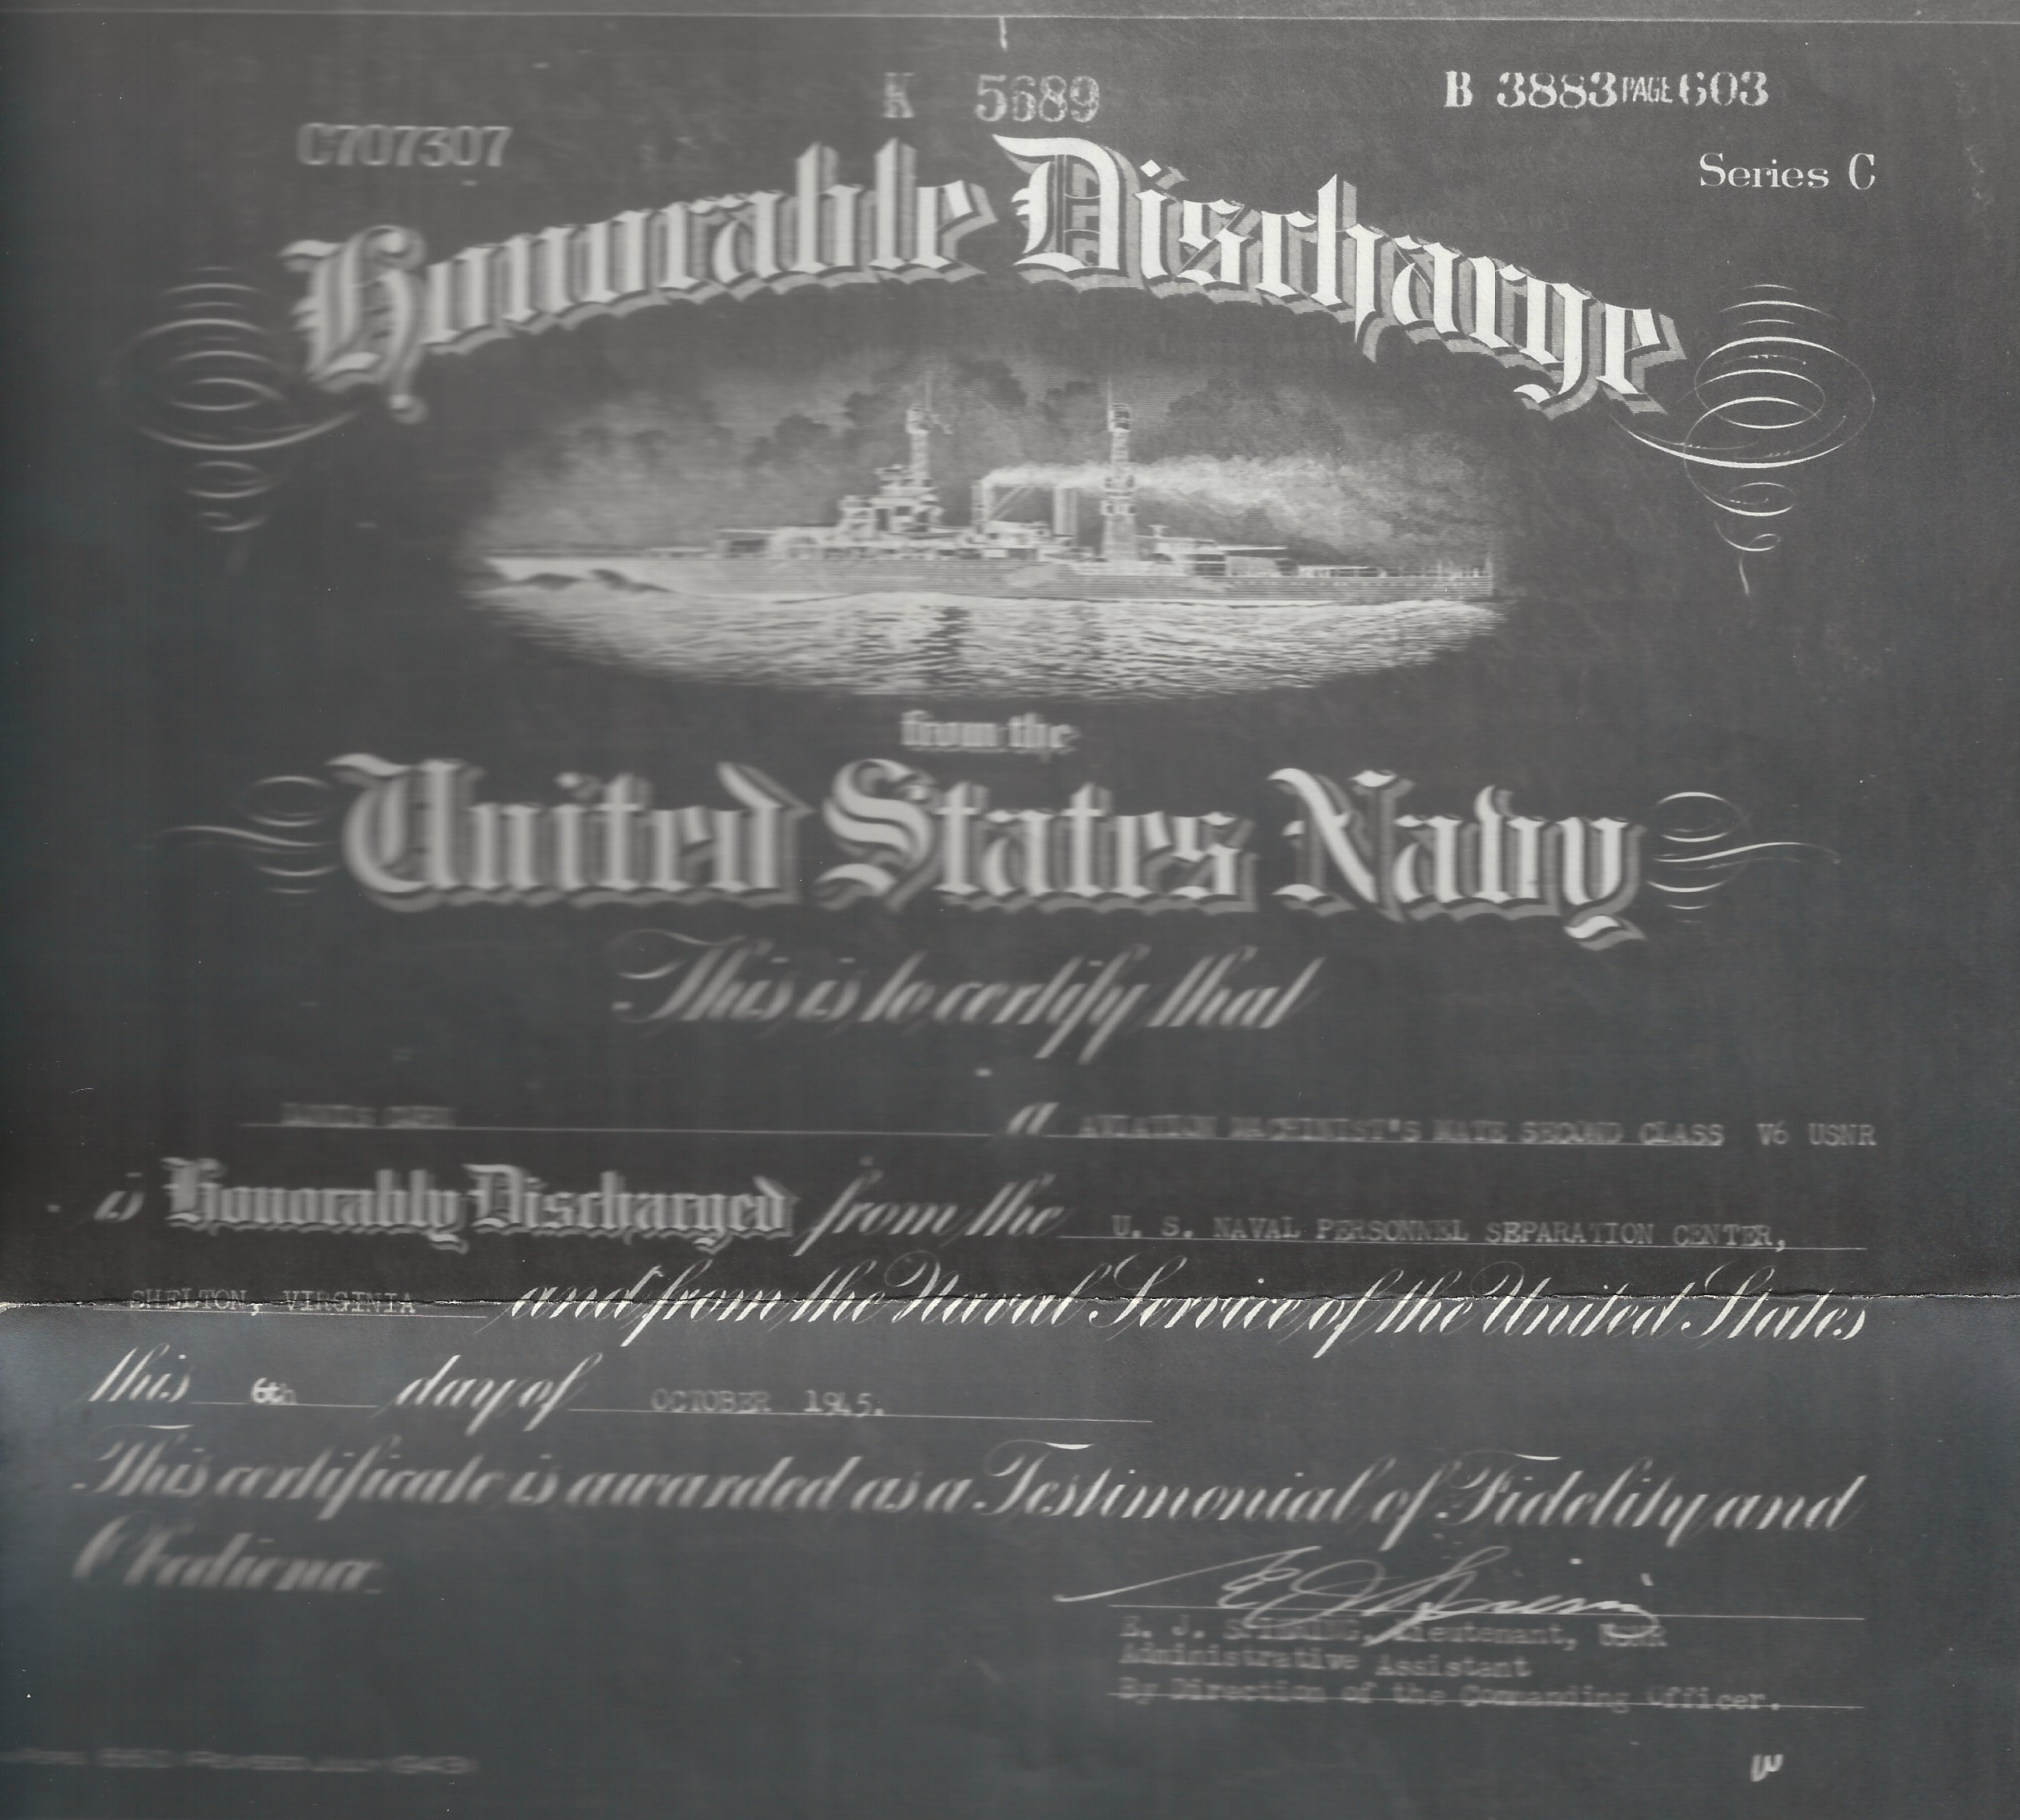 K 5689
B 3883 PAGE 603
C707307
Series C
Honorable Discharge
from the
United States Navy
This is to certify that
a AVIATION MACHINIST'S MATE SECOND CLASS V6 USNR
is Honorably Discharged from the U. S. NAVAL PERSONNEL SEPARATION CENTER,
SHELTON, VIRGINIA and from the Naval Service of the United States
this 6th day of OCTOBER 1945.
This certificate is awarded as a Testimonial of Fidelity and
Obedience.
E. J. Lieutenant, USNR
Administrative Assistant
By Direction of the Commanding Officer.